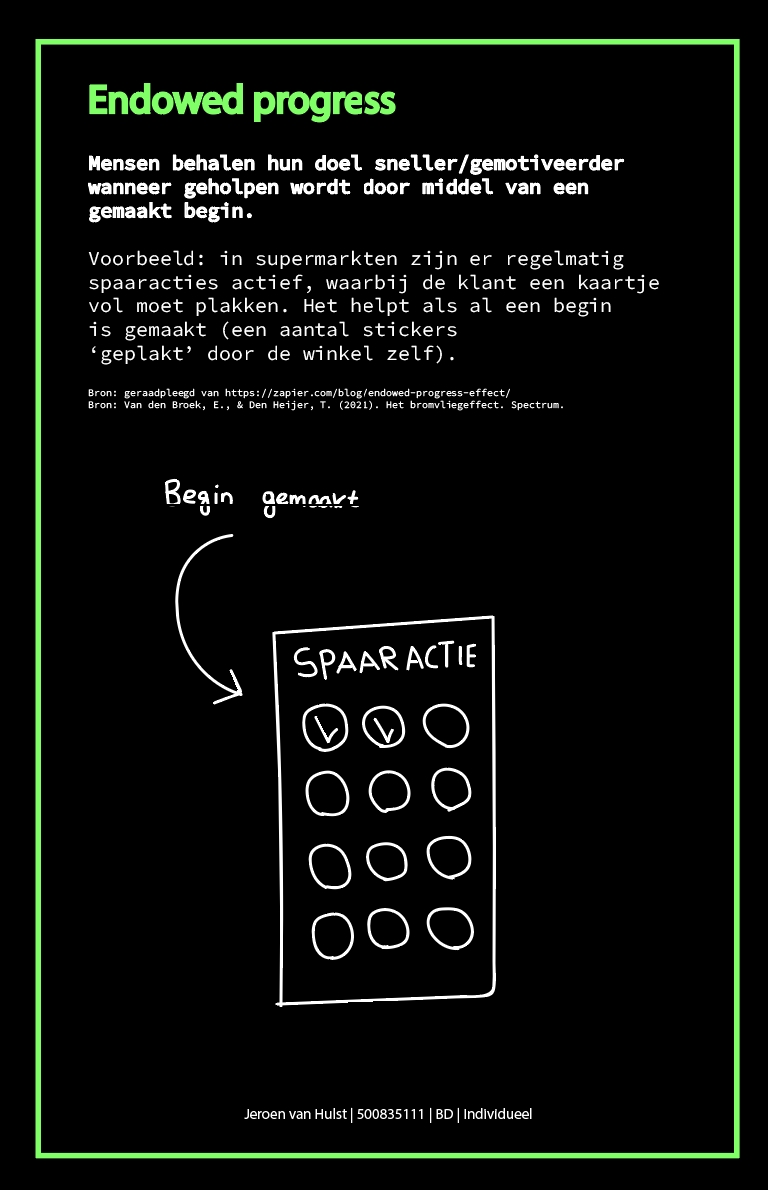 Endowed progress
Mensen behalen hun doel sneller/gemotiveerder
wanneer geholpen wordt door middel van een
gemaakt begin.
Voorbeeld: in supermarkten zijn er regelmatig
spaaracties actief, waarbij de klant een kaartje
vol moet plakken. Het helpt als al een begin
is gemaakt (een aantal stickers
‘geplakt’ door de winkel zelf).
Bron: geraadpleegd van https://zapier.com/blog/endowed-progress-effect/
Bron: Van den Broek, E., & Den Heijer, T. (2021). Het bromvliegeffect. Spectrum.
Begin gemaakt
SPAARACTIE
Jeroen van Hulst | 500835111 | BD | Individueel